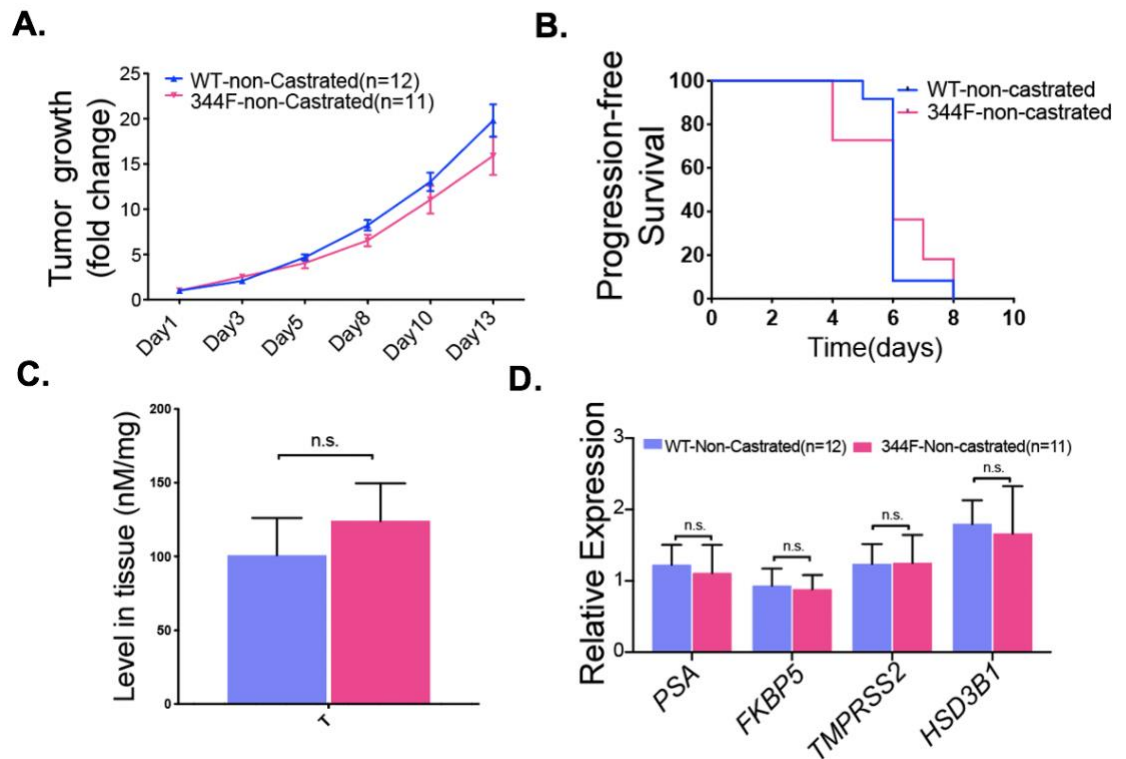 A.
Tumor growth
(fold change)
25
20
15
10
5
0
WT-non-Castrated(n=12)
344F-non-Castrated(n=11)
Day1
Day3
Day5
Day8
Day10
Day13
B.
Progression-free
Survival
100
80
60
40
20
0
WT-non-castrated
344F-non-castrated
0 2 4 6 8 10
Time(days)
C.
Level in tissue (nM/mg)
200
150
100
50
0
n.s.
T
D.
Relative Expression
3
2
1
0
WT-Non-Castrated(n=12) 344F-Non-castrated(n=11)
n.s.
n.s.
n.s.
n.s.
PSA
FKBP5
TMPRSS2
HSD3B1